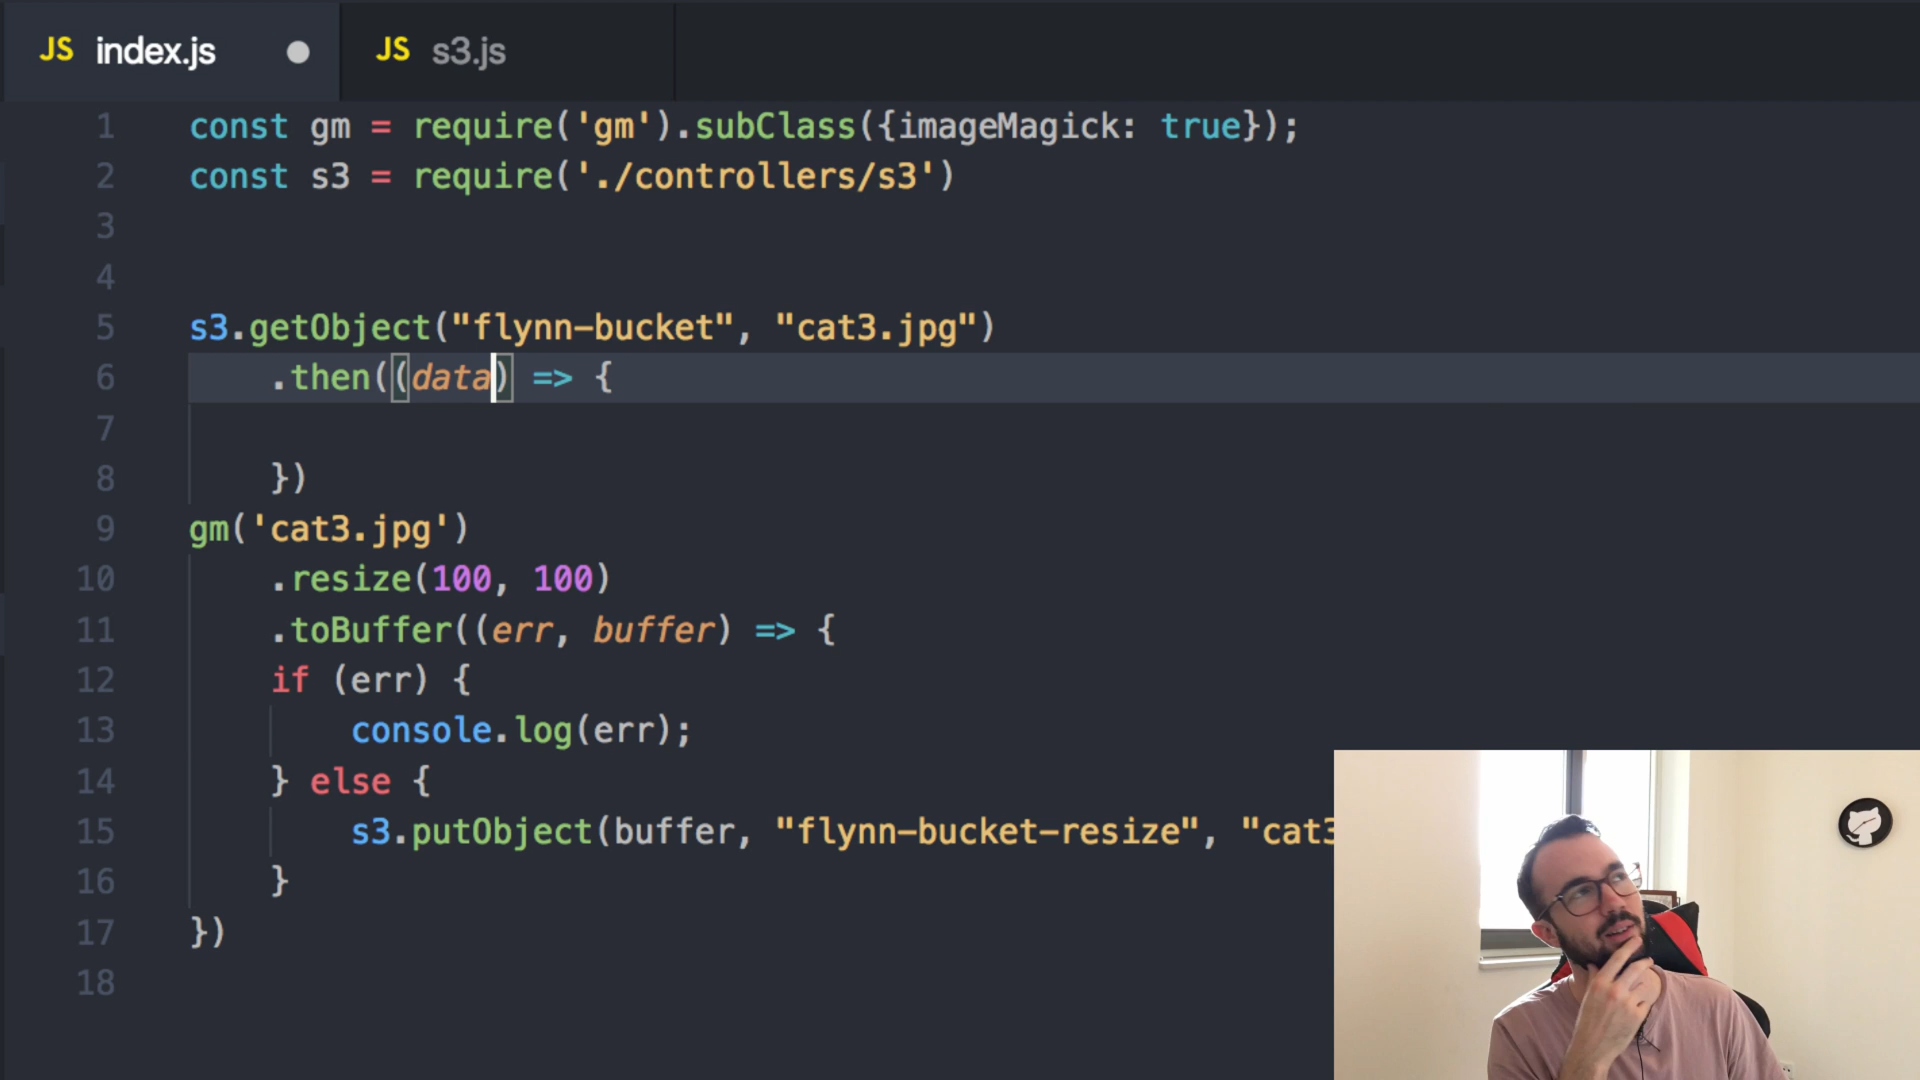 JS index.js
JS s3.js
1 const gm = require('gm').subClass({imageMagick: true});
2 const s3 = require('./controllers/s3')
3
4
5 s3.getObject("flynn-bucket", "cat3.jpg")
6 .then((data) => {
7
8 })
9 gm('cat3.jpg')
10 .resize(100, 100)
11 .toBuffer((err, buffer) => {
12 if (err) {
13 console.log(err);
14 } else {
15 s3.putObject(buffer, "flynn-bucket-resize", "cat3
16 }
17 })
18